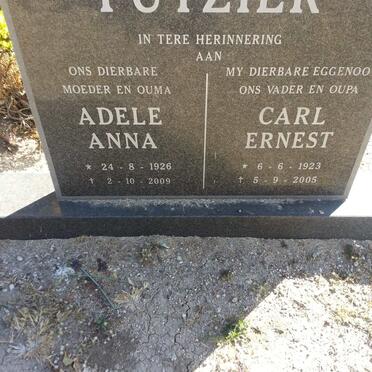 PUTZIER
IN TERE HERINNERING
AAN
ONS DIERBARE
MOEDER EN OUMA
ADELE
ANNA
* 24 - 8 - 1926
† 2 - 10 - 2009
MY DIERBARE EGGENOO
ONS VADER EN OUPA
CARL
ERNEST
* 6 - 6 - 1923
† 5 - 9 - 2005